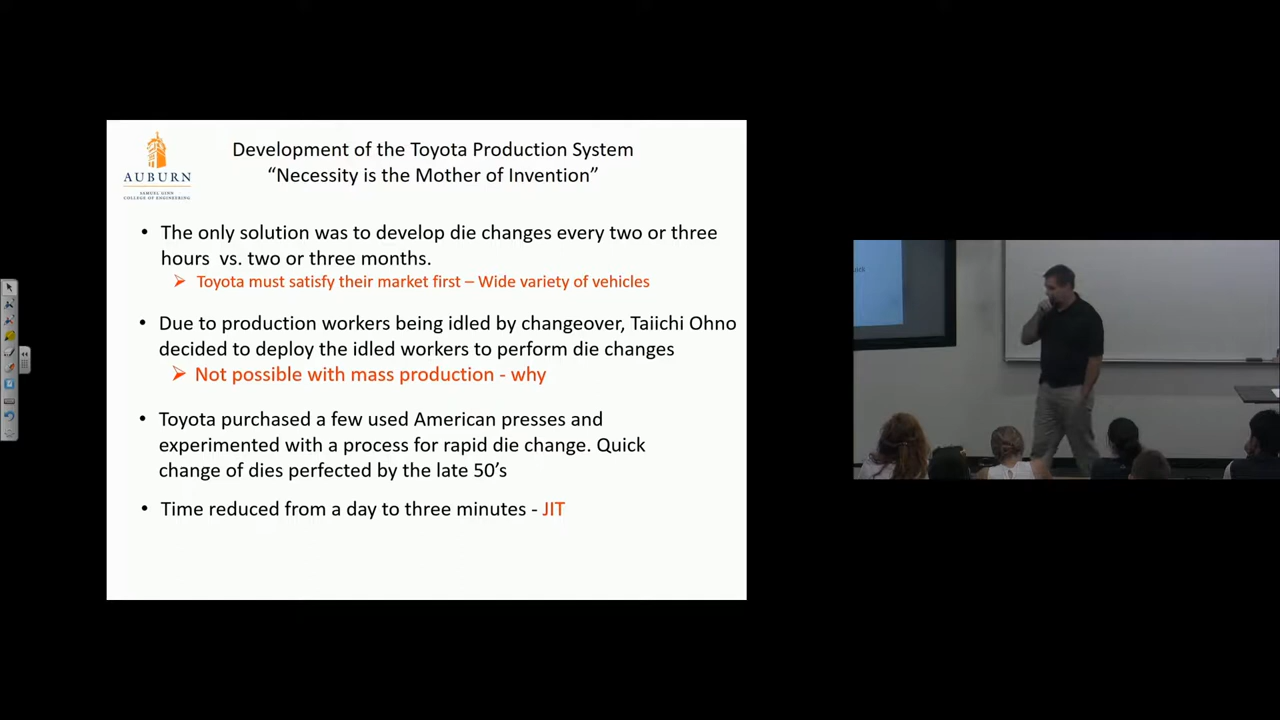 Development of the Toyota Production System
“Necessity is the Mother of Invention”
AUBURN
SAMUEL GINN
COLLEGE OF ENGINEERING
• The only solution was to develop die changes every two or three
hours vs. two or three months.
➢ Toyota must satisfy their market first – Wide variety of vehicles
• Due to production workers being idled by changeover, Taiichi Ohno
decided to deploy the idled workers to perform die changes
➢ Not possible with mass production - why
• Toyota purchased a few used American presses and
experimented with a process for rapid die change. Quick
change of dies perfected by the late 50’s
• Time reduced from a day to three minutes - JIT